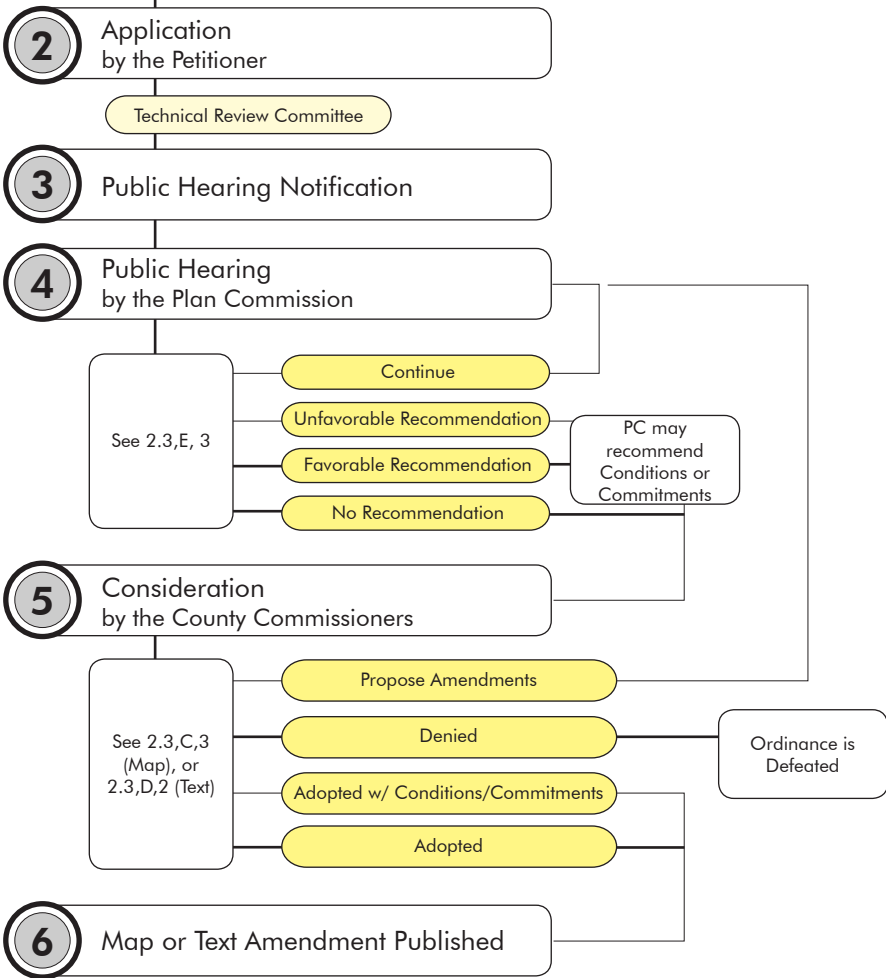 2
Application
by the Petitioner
Technical Review Committee
3
Public Hearing Notification
4
Public Hearing
by the Plan Commission
See 2.3,E, 3
Continue
Unfavorable Recommendation
Favorable Recommendation
No Recommendation
PC may
recommend
Conditions or
Commitments
5
Consideration
by the County Commissioners
See 2.3,C,3
(Map), or
2.3,D,2 (Text)
Propose Amendments
Denied
Adopted w/ Conditions/Commitments
Adopted
Ordinance is
Defeated
6
Map or Text Amendment Published